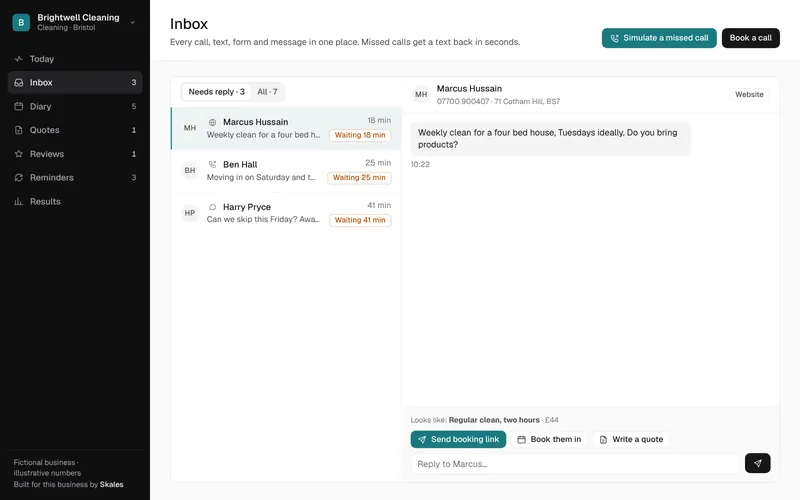 B
Brightwell Cleaning
Cleaning · Bristol
Today
Inbox 3
Diary 5
Quotes 1
Reviews 1
Reminders 3
Results
Fictional business ·
illustrative numbers
Built for this business by Skales
Inbox
Every call, text, form and message in one place. Missed calls get a text back in seconds.
Simulate a missed call
Book a call
Needs reply · 3
All · 7
MH
Marcus Hussain
18 min
Weekly clean for a four bed h...
Waiting 18 min
BH
Ben Hall
25 min
Moving in on Saturday and t...
Waiting 25 min
HP
Harry Pryce
41 min
Can we skip this Friday? Awa...
Waiting 41 min
MH
Marcus Hussain
07700 900407 · 71 Cotham Hill, BS7
Website
Weekly clean for a four bed house, Tuesdays ideally. Do you bring
products?
10:22
Looks like: Regular clean, two hours · £44
Send booking link
Book them in
Write a quote
Reply to Marcus...